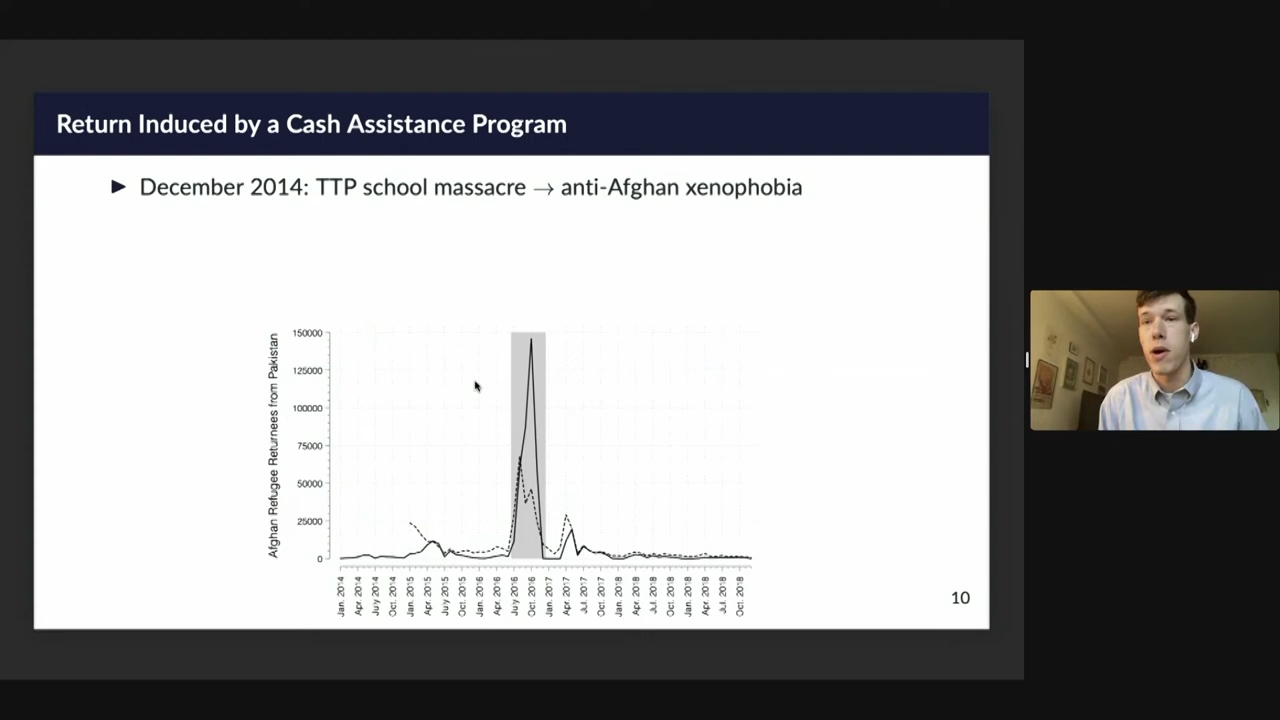 Return Induced by a Cash Assistance Program
► December 2014: TTP school massacre → anti-Afghan xenophobia
Afghan Refugee Returnees from Pakistan
150000
125000
100000
75000
50000
25000
0
Jan. 2014
Apr. 2014
July 2014
Oct. 2014
Jan. 2015
Apr. 2015
July 2015
Oct. 2015
Jan. 2016
Apr. 2016
July 2016
Oct. 2016
Jan. 2017
Apr. 2017
Jul. 2017
Oct. 2017
Jan. 2018
Apr. 2018
Jul. 2018
Oct. 2018
Jan. 2018
Apr. 2018
Jul. 2018
Oct. 2018
10